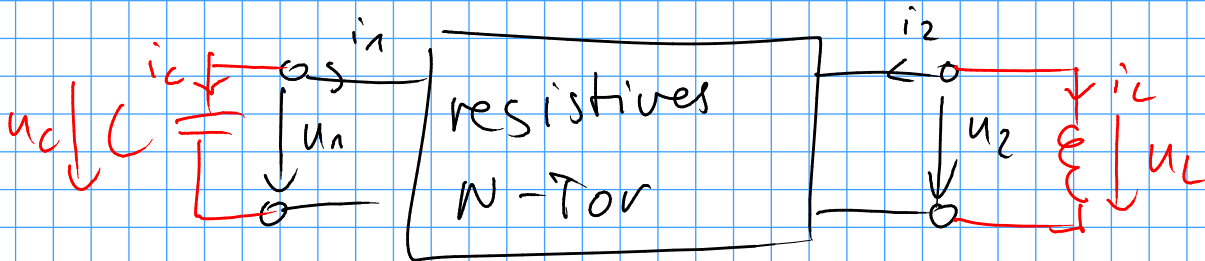 i1
i2
ic
resistives
iL
uc
C
u1
u2
uL
N-Tor